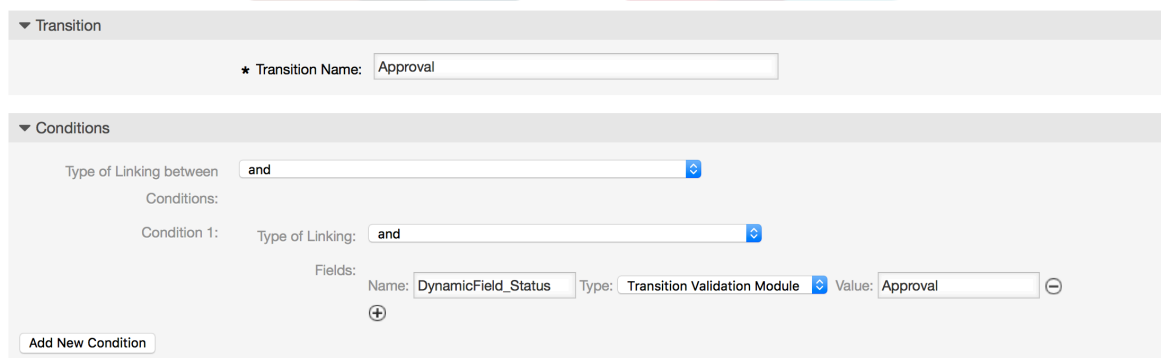 Transition
* Transition Name: Approval
Conditions
Type of Linking between and
Conditions:
Condition 1: Type of Linking: and
Fields:
Name: DynamicField_Status Type: Transition Validation Module Value: Approval
Add New Condition